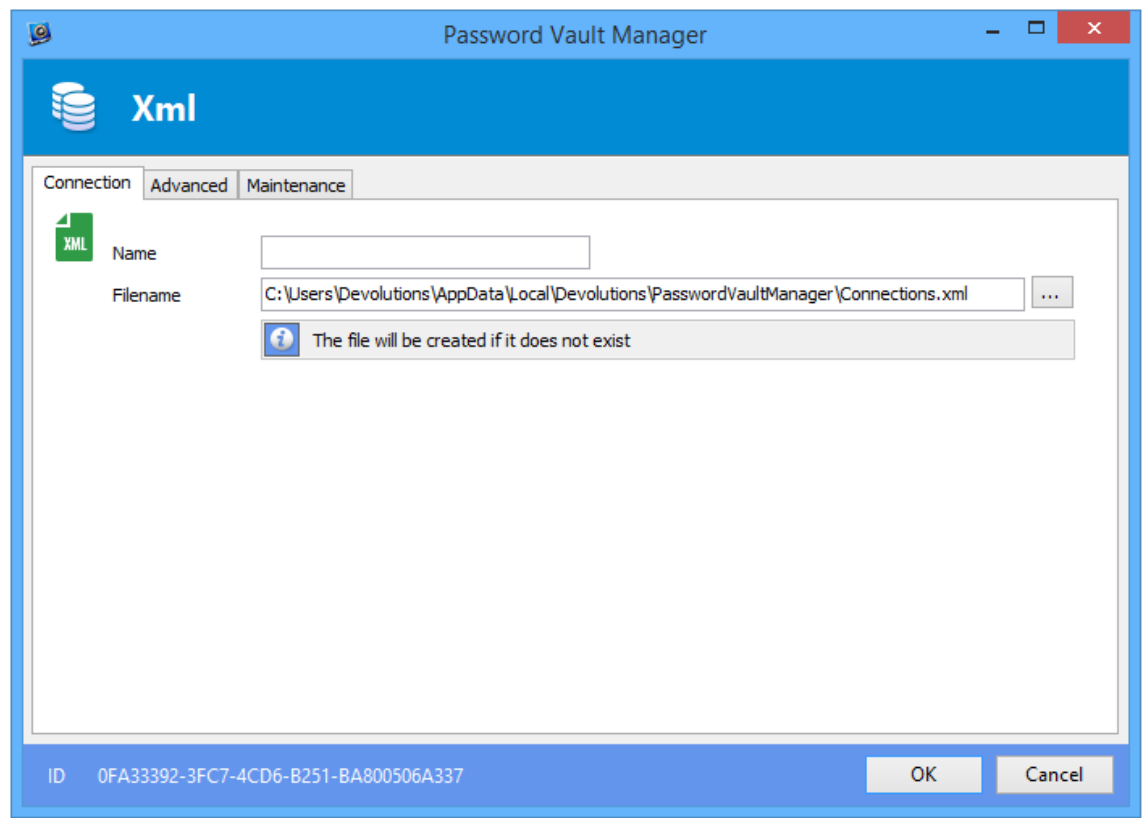 Password Vault Manager
Xml
Connection Advanced Maintenance
XML
Name
Filename C:\Users\Devolutions\AppData\Local\Devolutions\PasswordVaultManager\Connections.xml ...
The file will be created if it does not exist
ID 0FA33392-3FC7-4CD6-B251-BA800506A337 OK Cancel